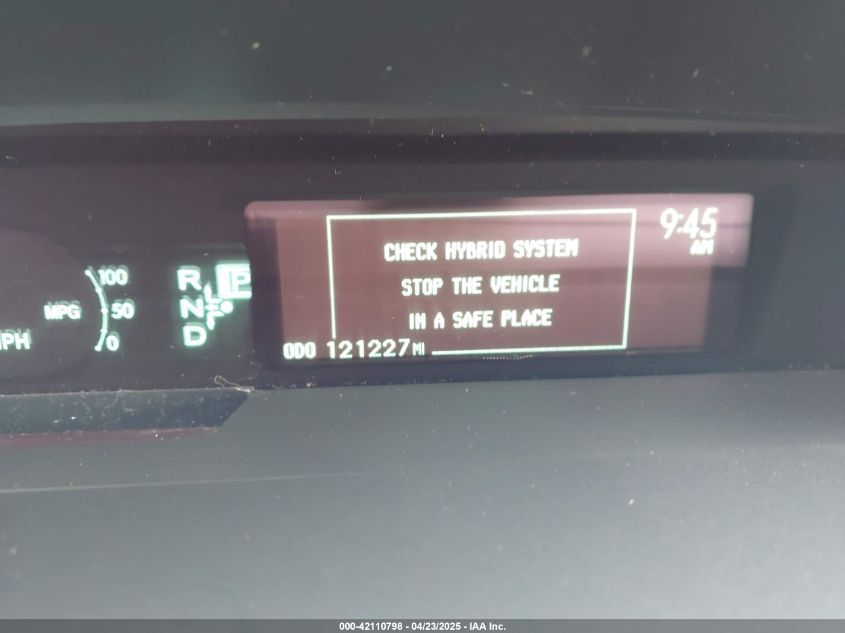 100
MPG 50
MPH 0
R P
N
D
CHECK HYBRID SYSTEM
STOP THE VEHICLE
IN A SAFE PLACE
9:45
AM
ODO 121227 MI
000-42110798 - 04/23/2025 - IAA Inc.